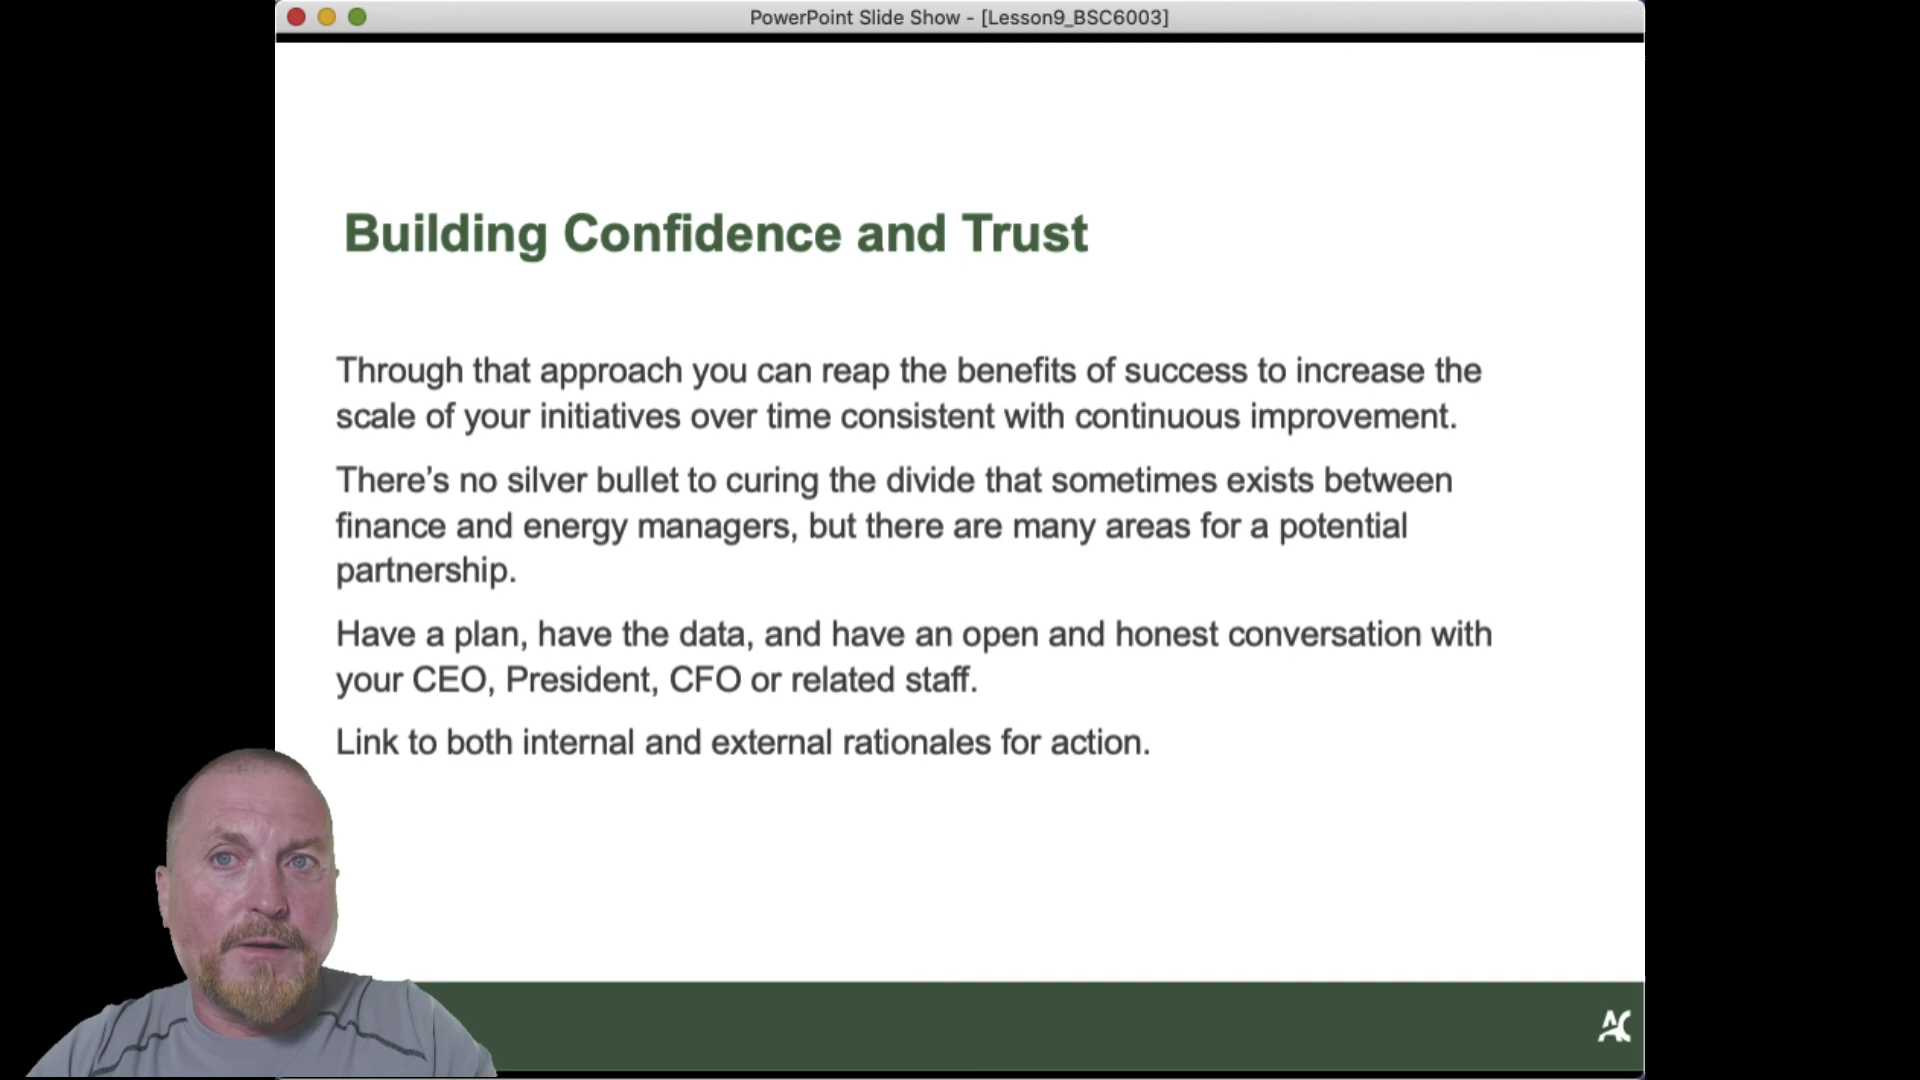 PowerPoint Slide Show - [Lesson9_BSC6003]
Building Confidence and Trust
Through that approach you can reap the benefits of success to increase the
scale of your initiatives over time consistent with continuous improvement.
There’s no silver bullet to curing the divide that sometimes exists between
finance and energy managers, but there are many areas for a potential
partnership.
Have a plan, have the data, and have an open and honest conversation with
your CEO, President, CFO or related staff.
Link to both internal and external rationales for action.
AC